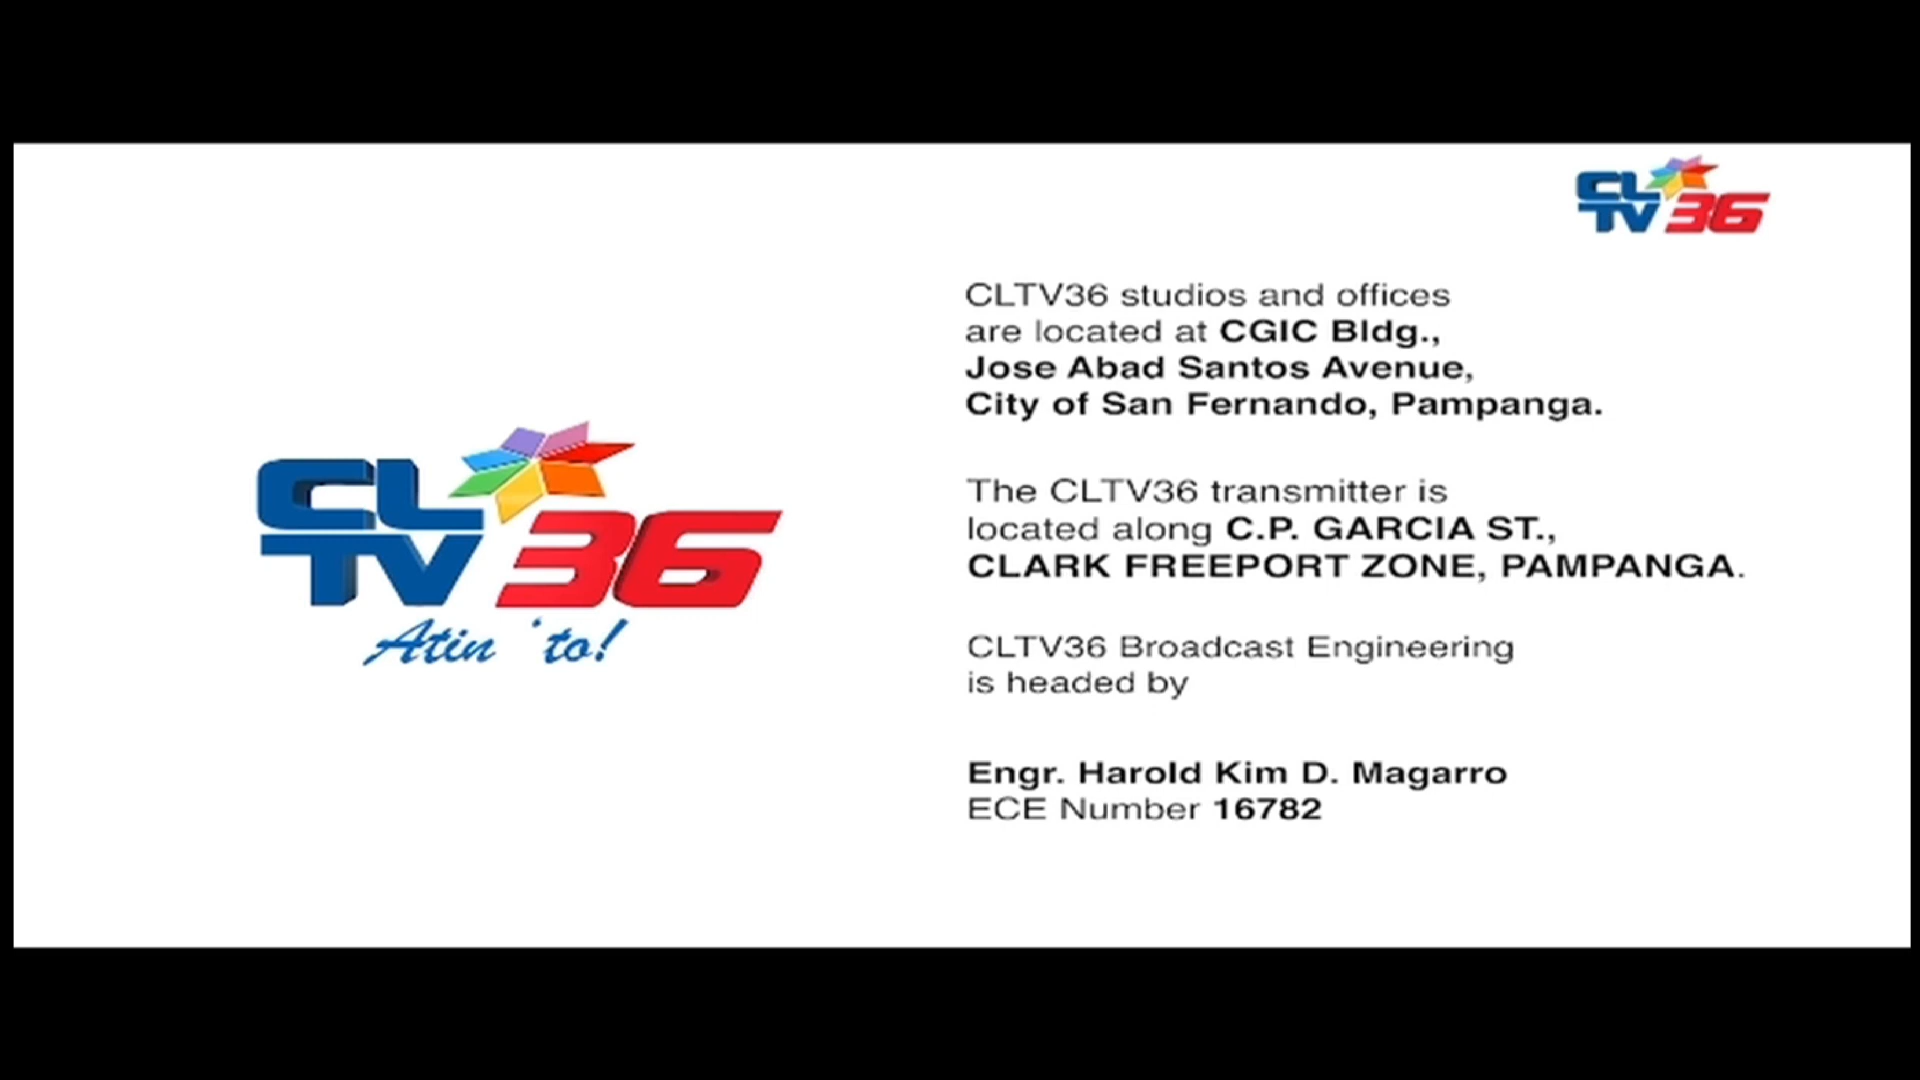 CLTV36
CLTV36 studios and offices
are located at CGIC Bldg.,
Jose Abad Santos Avenue,
City of San Fernando, Pampanga.
The CLTV36 transmitter is
located along C.P. GARCIA ST.,
CLARK FREEPORT ZONE, PAMPANGA.
CLTV36 Broadcast Engineering
is headed by
Engr. Harold Kim D. Magarro
ECE Number 16782
CL
TV36
Atin 'to!